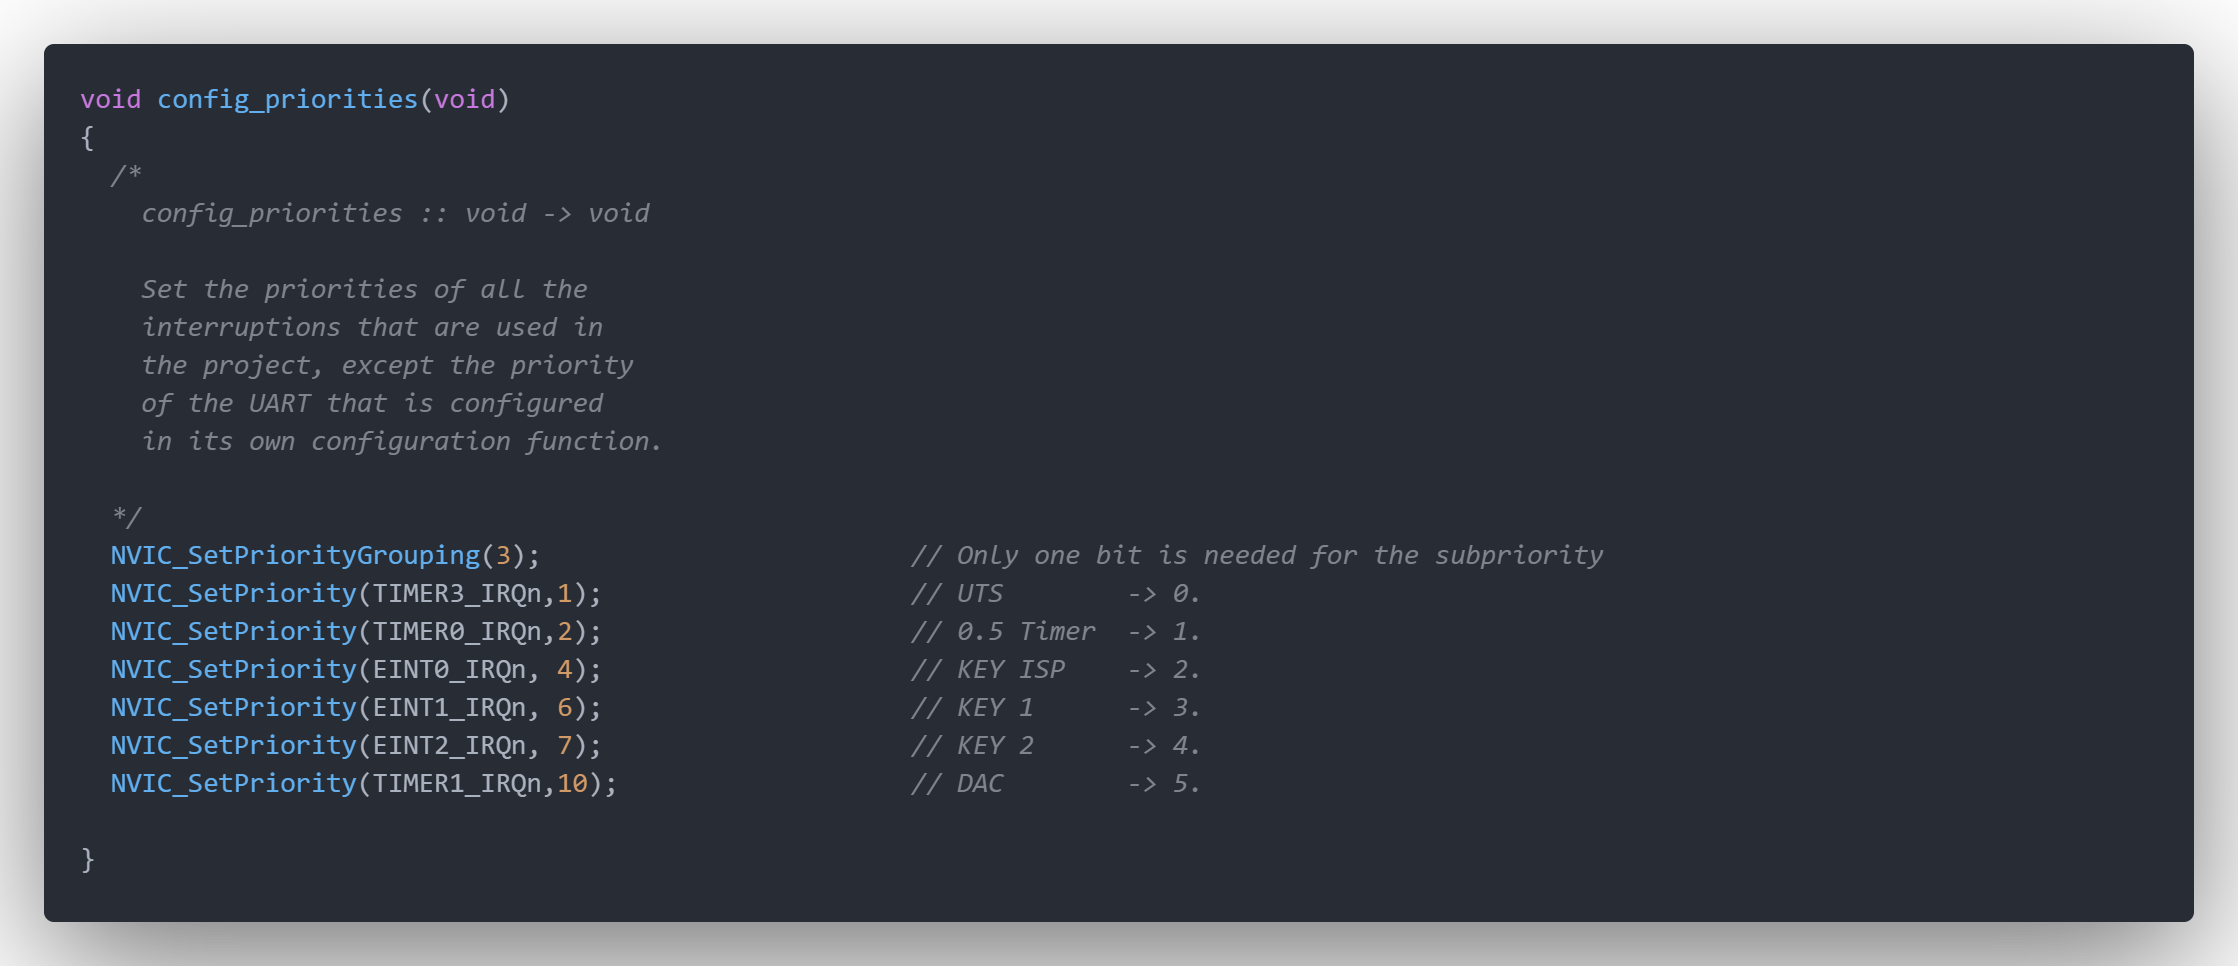 void config_priorities(void)
{
  /*
    config_priorities :: void -> void

    Set the priorities of all the
    interruptions that are used in
    the project, except the priority
    of the UART that is configured
    in its own configuration function.

  */
  NVIC_SetPriorityGrouping(3);                        // Only one bit is needed for the subpriority
  NVIC_SetPriority(TIMER3_IRQn,1);                    // UTS        -> 0.
  NVIC_SetPriority(TIMER0_IRQn,2);                    // 0.5 Timer  -> 1.
  NVIC_SetPriority(EINT0_IRQn, 4);                    // KEY ISP    -> 2.
  NVIC_SetPriority(EINT1_IRQn, 6);                    // KEY 1      -> 3.
  NVIC_SetPriority(EINT2_IRQn, 7);                    // KEY 2      -> 4.
  NVIC_SetPriority(TIMER1_IRQn,10);                   // DAC        -> 5.

}